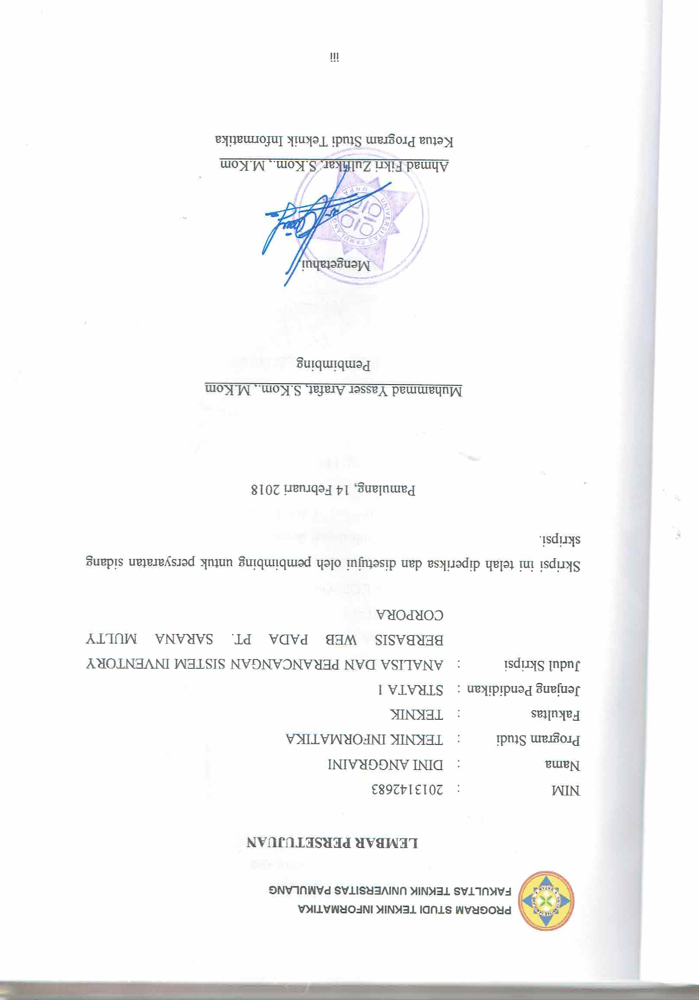 PROGRAM STUDI TEKNIK INFORMATIKA
FAKULTAS TEKNIK UNIVERSITAS PAMULANG
LEMBAR PERSETUJUAN
NIM : 2013142683
Nama : DINI ANGGRAINI
Program Studi : TEKNIK INFORMATIKA
Fakultas : TEKNIK
Jenjang Pendidikan : STRATA 1
Judul Skripsi : ANALISA DAN PERANCANGAN SISTEM INVENTORY
BERBASIS WEB PADA PT. SARANA MULTY
CORPORA
Skripsi ini telah diperiksa dan disetujui oleh pembimbing untuk persyaratan sidang
skripsi.
Pamulang, 14 Februari 2018
Muhammad Yasser Arafat, S.Kom., M.Kom
Pembimbing
Mengetahui,
UNIVERSITAS PAMULANG
Ahmad Fikri Zulfikar, S.Kom., M.Kom
Ketua Program Studi Teknik Informatika
iii